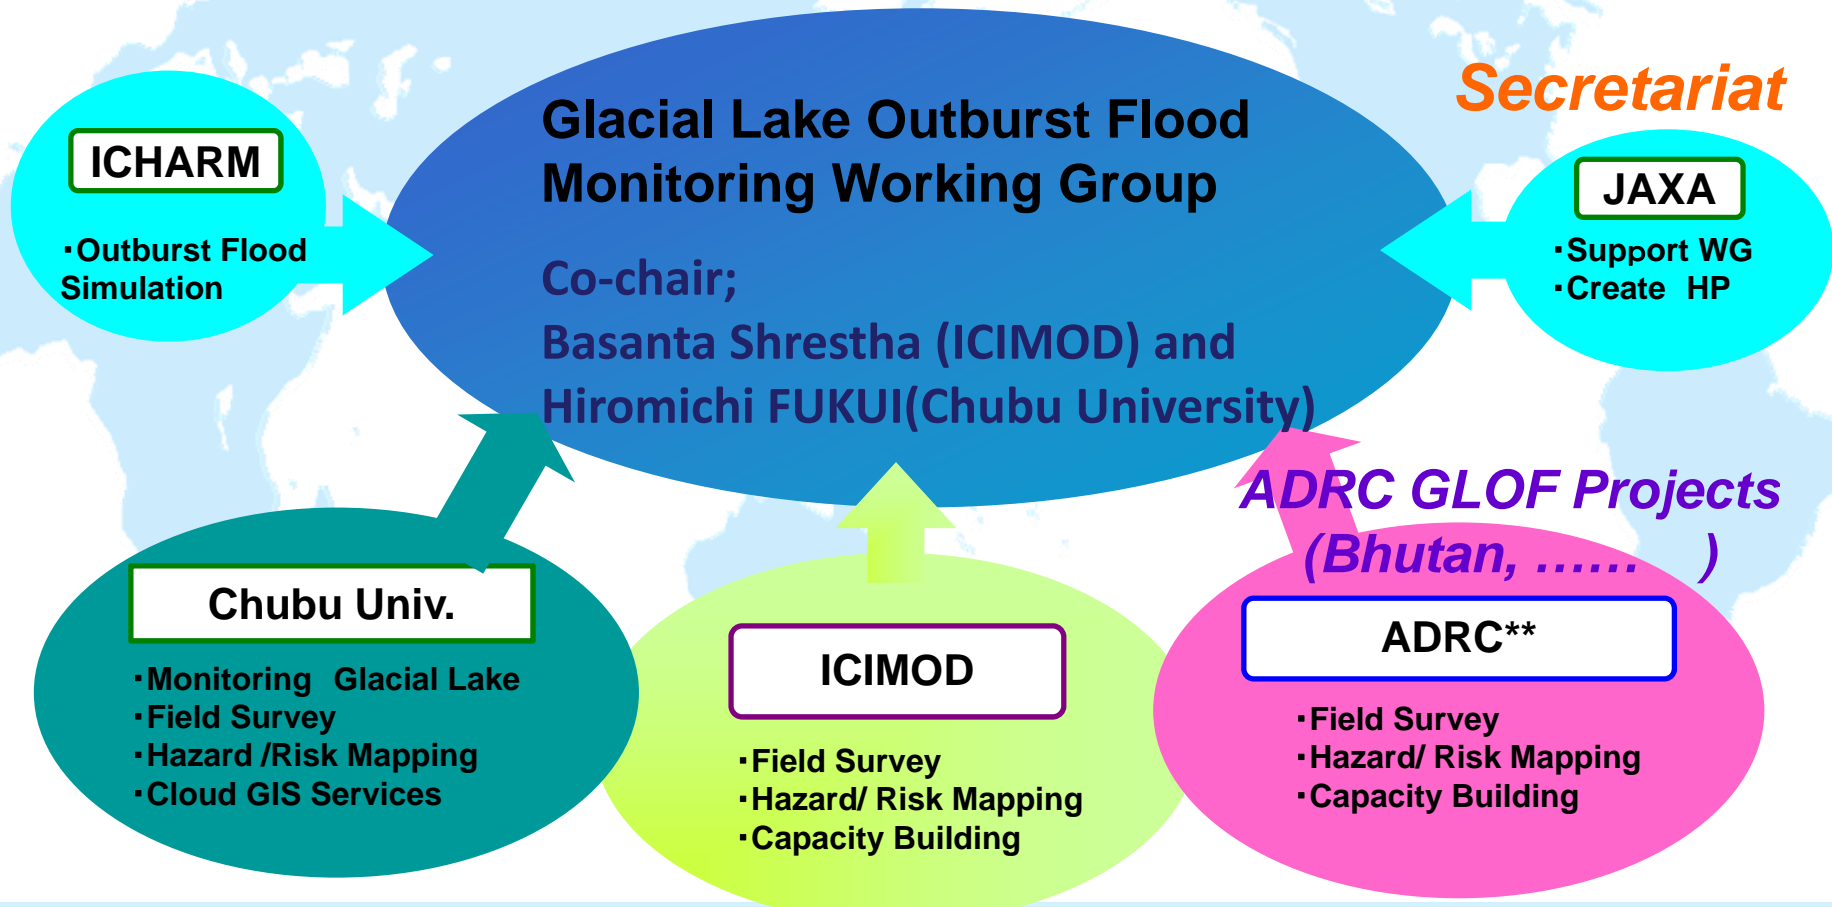 Glacial Lake Outburst Flood
Monitoring Working Group
Co-chair;
Basanta Shrestha (ICIMOD) and
Hiromichi FUKUI(Chubu University)
ICHARM
・Outburst Flood
Simulation
Secretariat
JAXA
・Support WG
・Create HP
Chubu Univ.
・Monitoring Glacial Lake
・Field Survey
・Hazard /Risk Mapping
・Cloud GIS Services
ICIMOD
・Field Survey
・Hazard/ Risk Mapping
・Capacity Building
ADRC GLOF Projects
(Bhutan, …… )
ADRC**
・Field Survey
・Hazard/ Risk Mapping
・Capacity Building